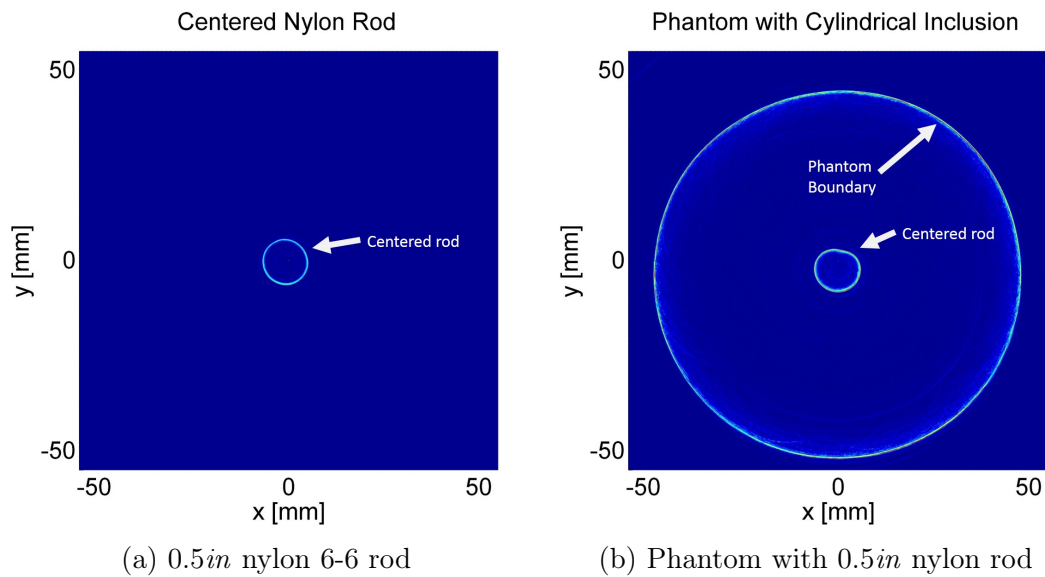 Centered Nylon Rod
50
0
-50
y [mm]
Centered rod
-50 0 50
x [mm]
(a) 0.5in nylon 6-6 rod
Phantom with Cylindrical Inclusion
50
0
-50
y [mm]
Phantom
Boundary
Centered rod
-50 0 50
x [mm]
(b) Phantom with 0.5in nylon rod